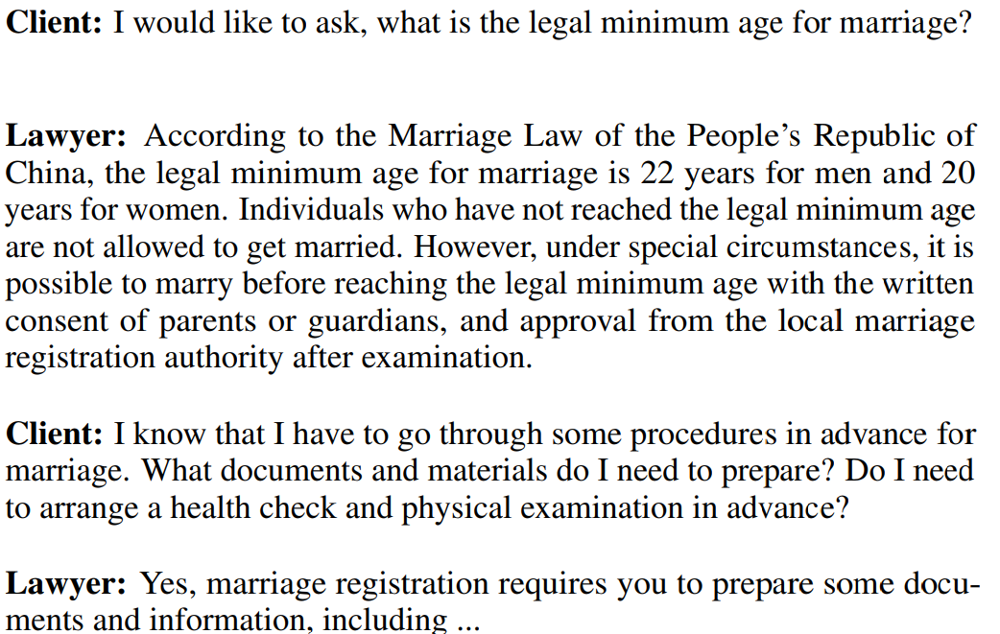 Client: I would like to ask, what is the legal minimum age for marriage?
Lawyer: According to the Marriage Law of the People’s Republic of
China, the legal minimum age for marriage is 22 years for men and 20
years for women. Individuals who have not reached the legal minimum age
are not allowed to get married. However, under special circumstances, it is
possible to marry before reaching the legal minimum age with the written
consent of parents or guardians, and approval from the local marriage
registration authority after examination.
Client: I know that I have to go through some procedures in advance for
marriage. What documents and materials do I need to prepare? Do I need
to arrange a health check and physical examination in advance?
Lawyer: Yes, marriage registration requires you to prepare some docu-
ments and information, including ...